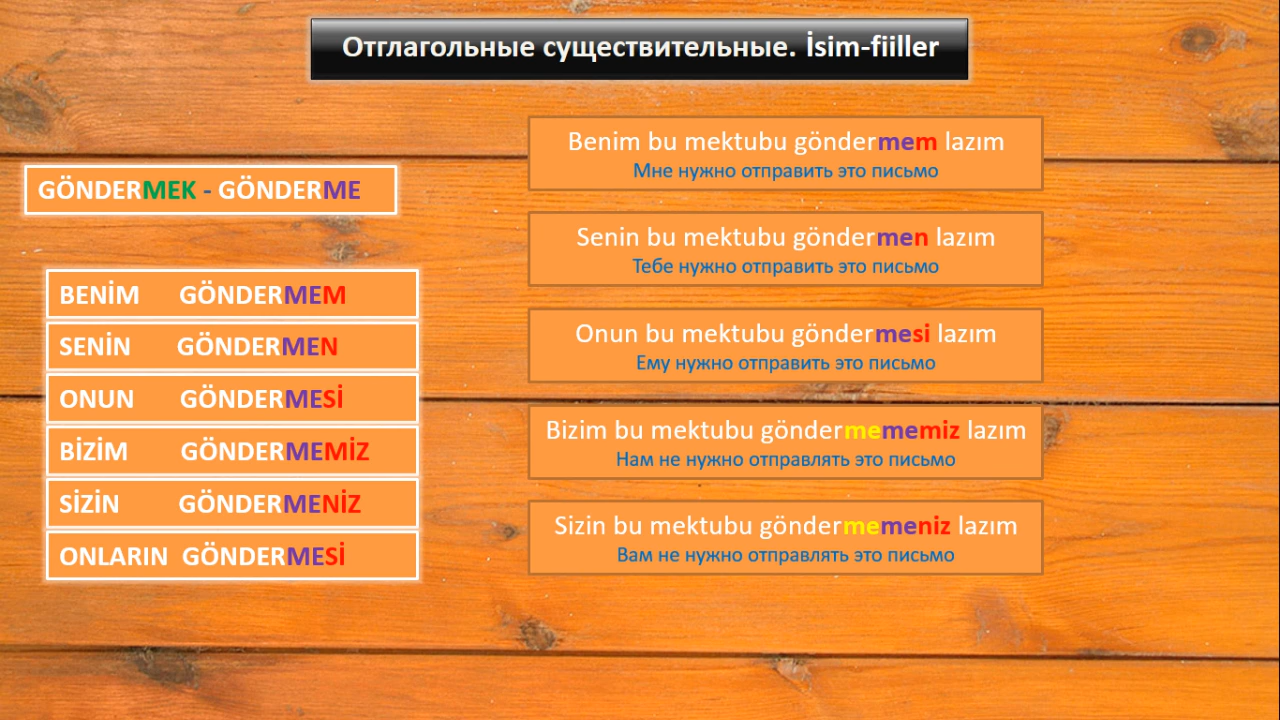 Отглагольные существительные. İsim-fiiller
GÖNDERMEK - GÖNDERME
BENİM GÖNDERMEM
SENİN GÖNDERMEN
ONUN GÖNDERMESİ
BİZİM GÖNDERMEMİZ
SİZİN GÖNDERMENİZ
ONLARIN GÖNDERMESİ
Benim bu mektubu göndermem lazım
Мне нужно отправить это письмо
Senin bu mektubu göndermen lazım
Тебе нужно отправить это письмо
Onun bu mektubu göndermesi lazım
Ему нужно отправить это письмо
Bizim bu mektubu göndermememiz lazım
Нам не нужно отправлять это письмо
Sizin bu mektubu göndermemeniz lazım
Вам не нужно отправлять это письмо